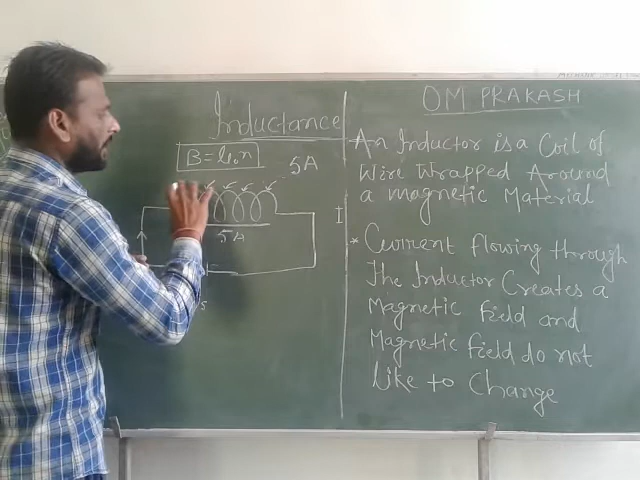 Inductance
B = μ₀ n
5A
5A
s
I
OM PRAKASH
An Inductor is a Coil of
Wire Wrapped Around
a magnetic Material
* Current flowing through
The Inductor Creates a
Magnetic field and
Magnetic field do not
Like to Change